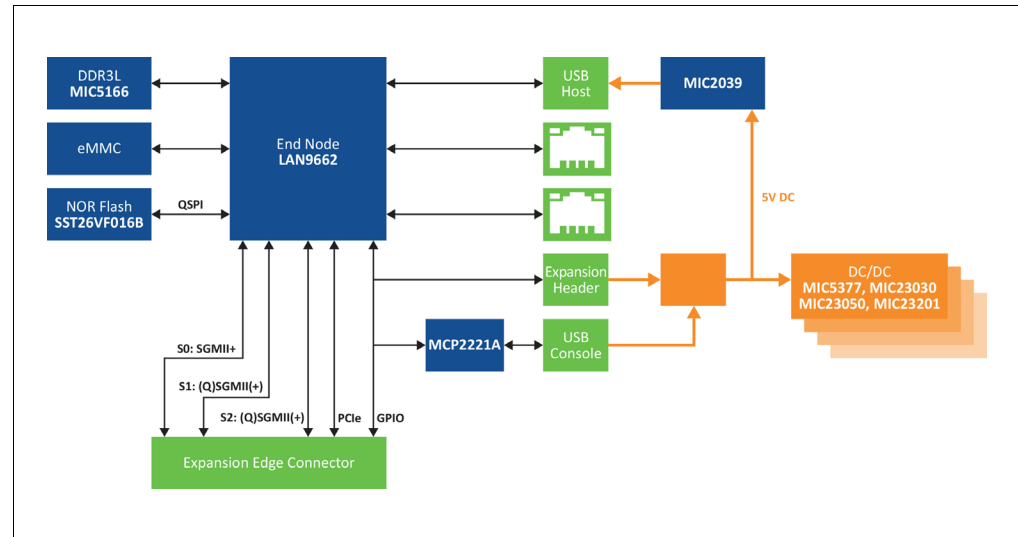 DDR3L
MIC5166
eMMC
NOR Flash
SST26VF016B
QSPI
End Node
LAN9662
USB
Host
MIC2039
5V DC
Expansion
Header
DC/DC
MIC5377, MIC23030
MIC23050, MIC23201
MCP2221A
USB
Console
S0: SGMII+
S1: (Q)SGMII(+)
S2: (Q)SGMII(+)
PCIe
GPIO
Expansion Edge Connector